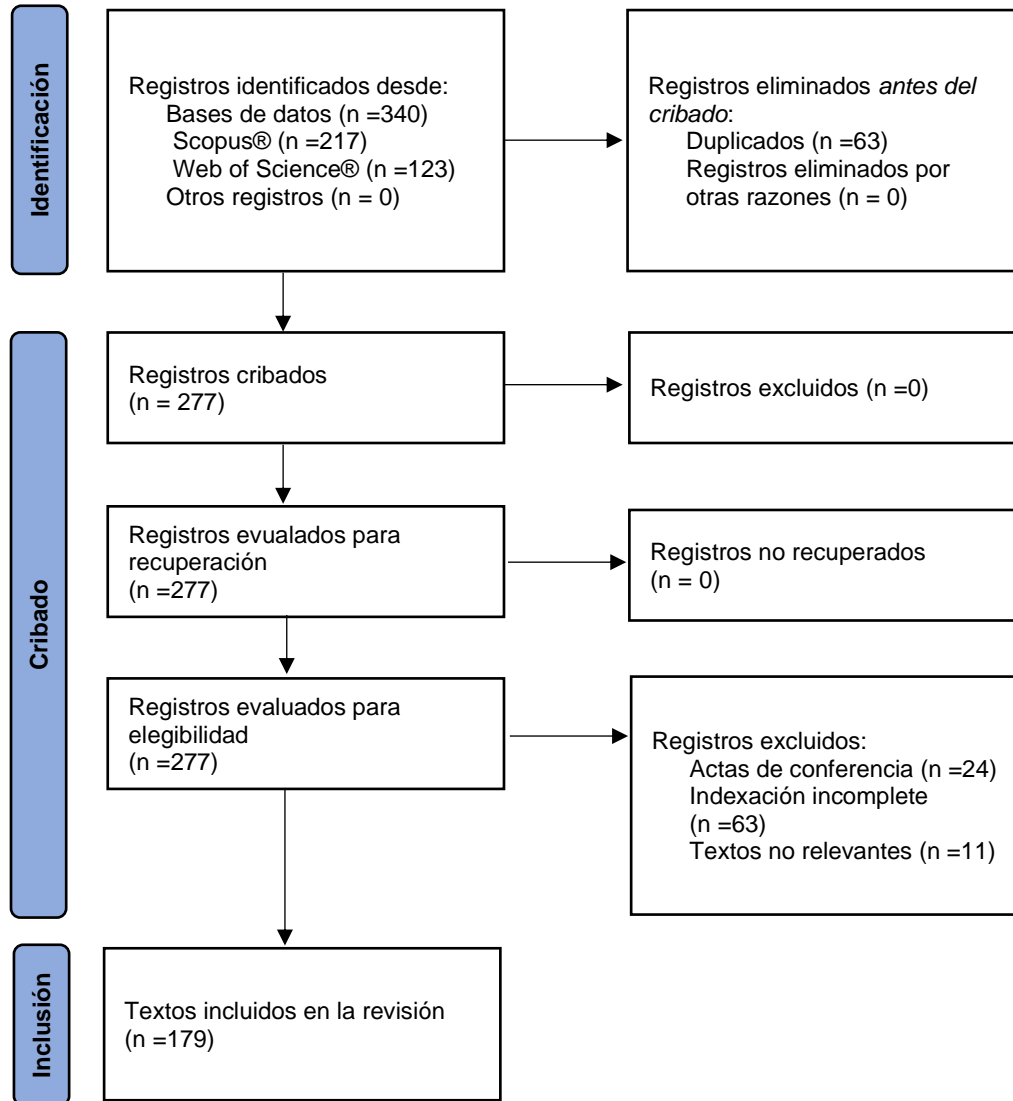 Identificación
Registros identificados desde:
Bases de datos (n =340)
Scopus® (n =217)
Web of Science® (n =123)
Otros registros (n = 0)
Registros eliminados antes del
cribado:
Duplicados (n =63)
Registros eliminados por
otras razones (n = 0)
Cribado
Registros cribados
(n = 277)
Registros excluidos (n =0)
Registros evualados para
recuperación
(n =277)
Registros no recuperados
(n = 0)
Registros evaluados para
elegibilidad
(n =277)
Registros excluidos:
Actas de conferencia (n =24)
Indexación incomplete
(n =63)
Textos no relevantes (n =11)
Inclusión
Textos incluidos en la revisión
(n =179)